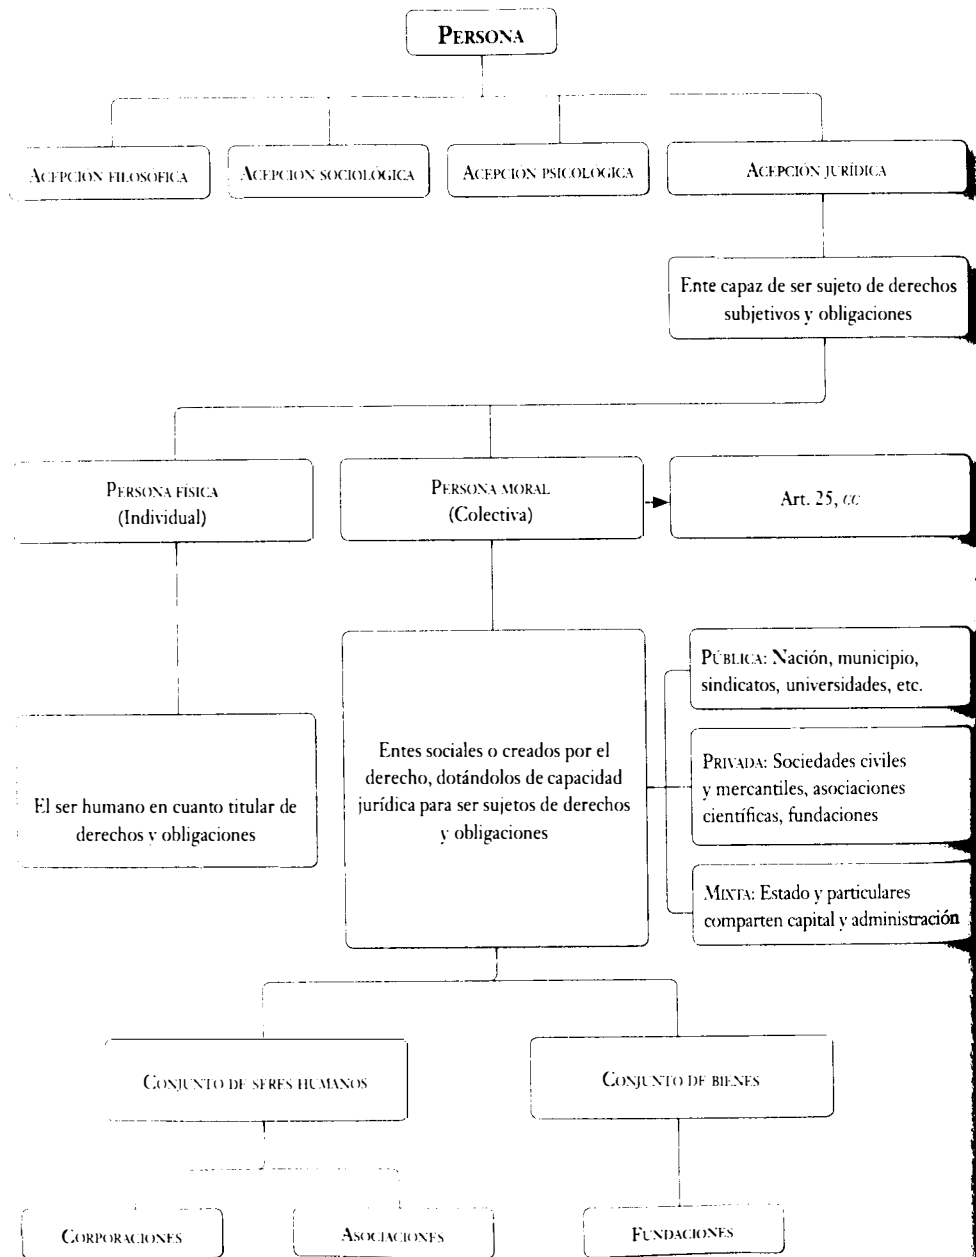 PERSONA
ACEPCIÓN FILOSÓFICA
ACEPCIÓN SOCIOLÓGICA
ACEPCIÓN PSICOLÓGICA
ACEPCIÓN JURÍDICA
Ente capaz de ser sujeto de derechos
subjetivos y obligaciones
PERSONA FÍSICA
(Individual)
PERSONA MORAL
(Colectiva)
Art. 25, CC
El ser humano en cuanto titular de
derechos y obligaciones
Entes sociales o creados por el
derecho, dotándolos de capacidad
jurídica para ser sujetos de derechos
y obligaciones
PÚBLICA: Nación, municipio,
sindicatos, universidades, etc.
PRIVADA: Sociedades civiles
y mercantiles, asociaciones
científicas, fundaciones
MIXTA: Estado y particulares
comparten capital y administración
CONJUNTO DE SERES HUMANOS
CONJUNTO DE BIENES
CORPORACIONES
ASOCIACIONES
FUNDACIONES